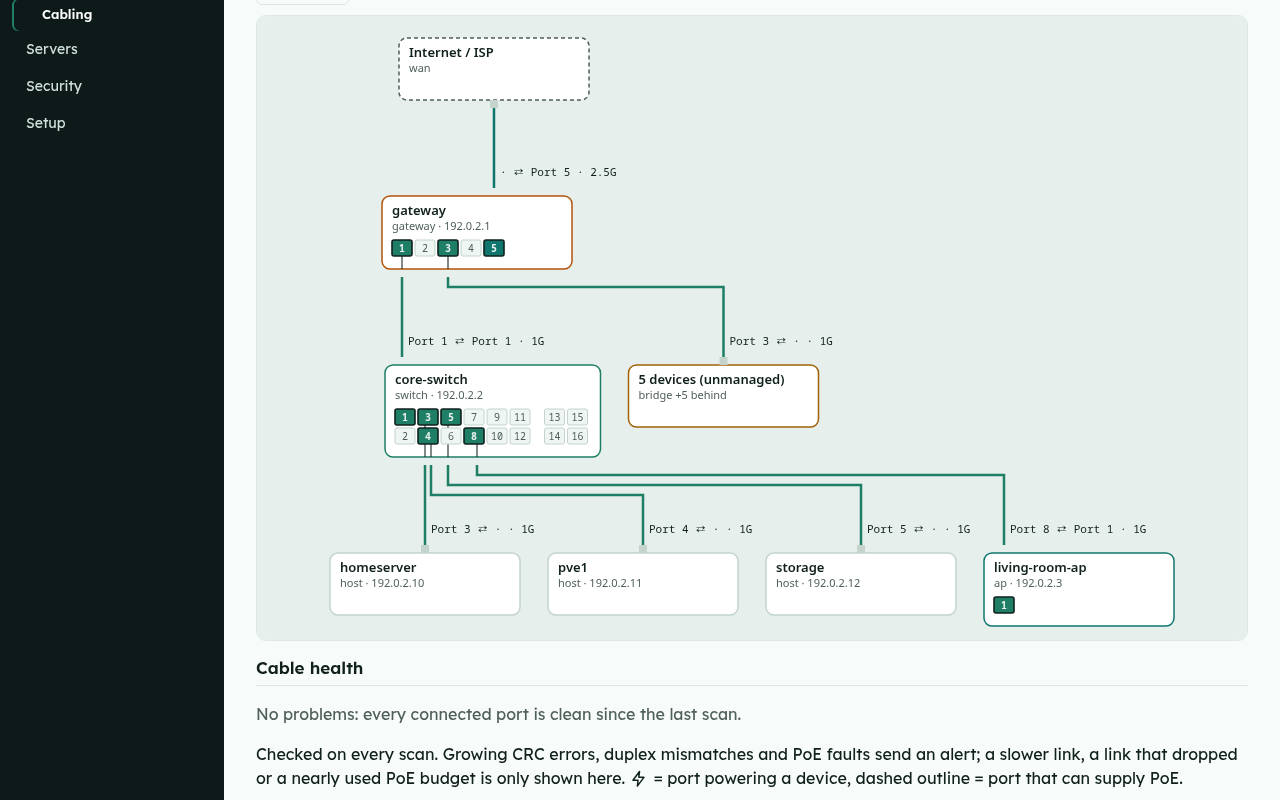 Cabling
Servers
Security
Setup
Internet / ISP
wan
· ⇄ Port 5 · 2.5G
gateway
gateway · 192.0.2.1
1 2 3 4 5
Port 1 ⇄ Port 1 · 1G
Port 3 ⇄ · · 1G
core-switch
switch · 192.0.2.2
1 3 5 7 9 11 13 15
2 4 6 8 10 12 14 16
5 devices (unmanaged)
bridge +5 behind
Port 3 ⇄ · · 1G
Port 4 ⇄ · · 1G
Port 5 ⇄ · · 1G
Port 8 ⇄ Port 1 · 1G
homeserver
host · 192.0.2.10
pve1
host · 192.0.2.11
storage
host · 192.0.2.12
living-room-ap
ap · 192.0.2.3
1
Cable health
No problems: every connected port is clean since the last scan.
Checked on every scan. Growing CRC errors, duplex mismatches and PoE faults send an alert; a slower link, a link that dropped
or a nearly used PoE budget is only shown here. = port powering a device, dashed outline = port that can supply PoE.